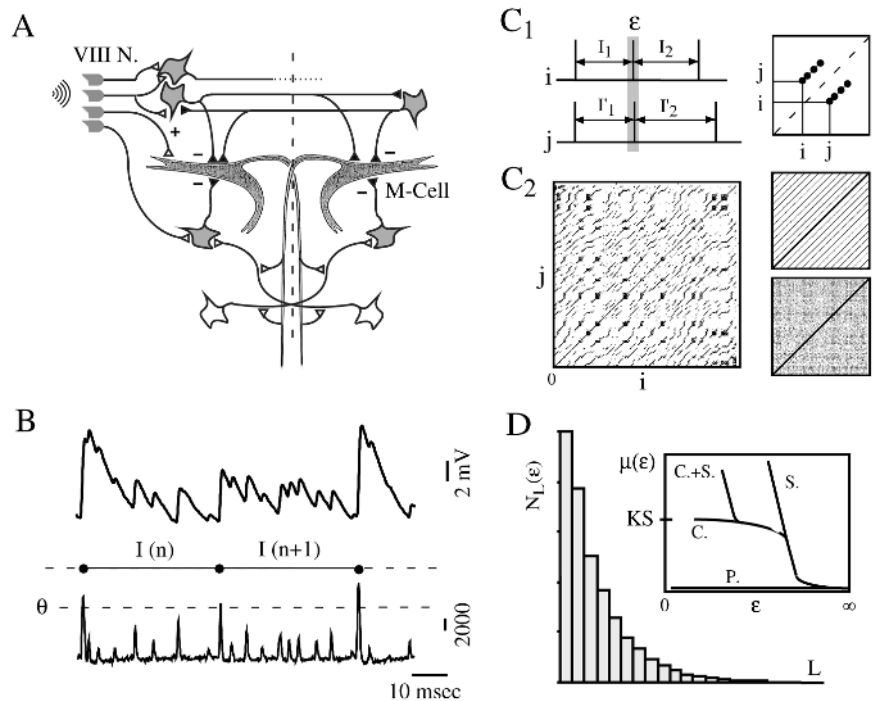 A
VIII N.
+
−
−
−
−
M-Cell
C1
ε
I1
I2
i
I'1
I'2
j
j
i
i
j
C2
j
0
i
B
2 mV
I (n)
I (n+1)
θ
2000
10 msec
D
NL(ε)
μ(ε)
C.+S.
S.
KS
C.
P.
0
ε
∞
L